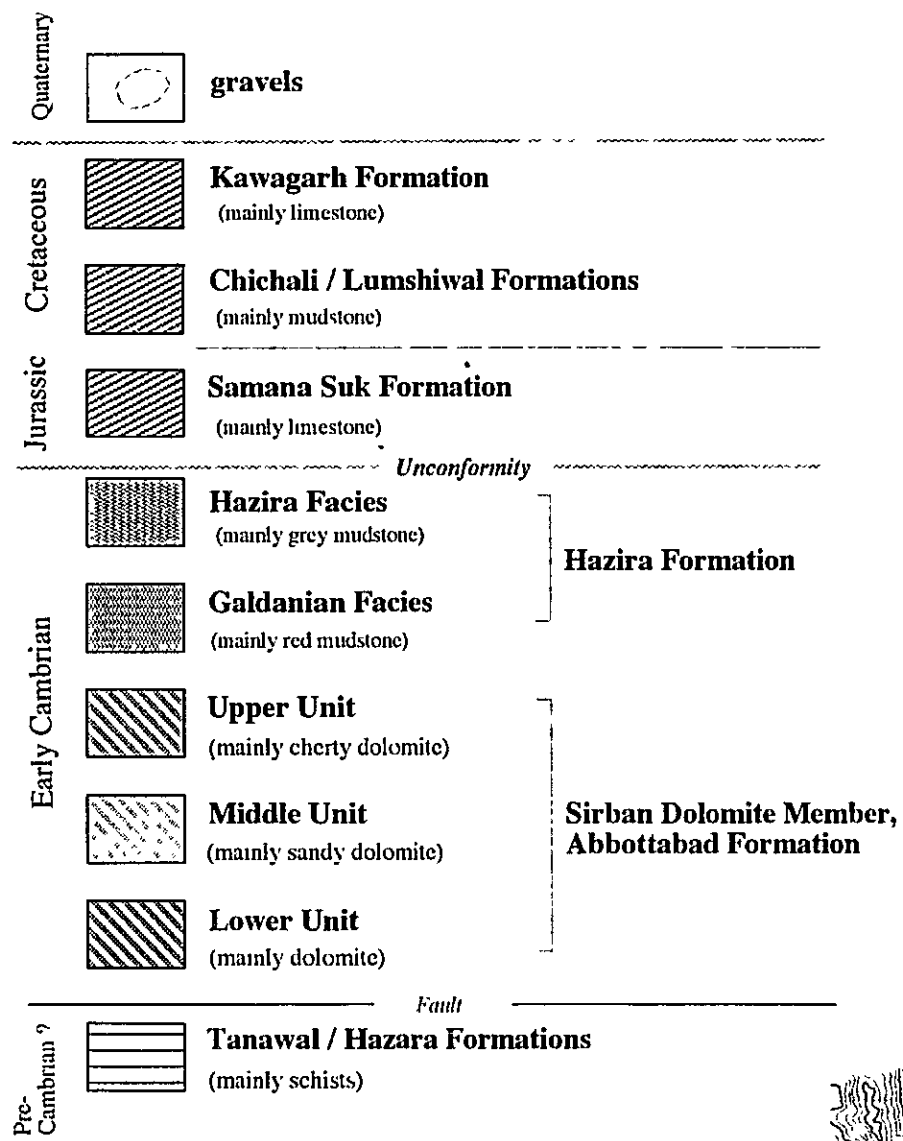 Quaternary
gravels
Cretaceous
Kawagarh Formation
(mainly limestone)
Chichali / Lumshiwal Formations
(mainly mudstone)
Jurassic
Samana Suk Formation
(mainly limestone)
Unconformity
Early Cambrian
Hazira Facies
(mainly grey mudstone)
Hazira Formation
Galdanian Facies
(mainly red mudstone)
Upper Unit
(mainly cherty dolomite)
Middle Unit
(mainly sandy dolomite)
Sirban Dolomite Member,
Abbottabad Formation
Lower Unit
(mainly dolomite)
Fault
Pre-
Cambrian ?
Tanawal / Hazara Formations
(mainly schists)